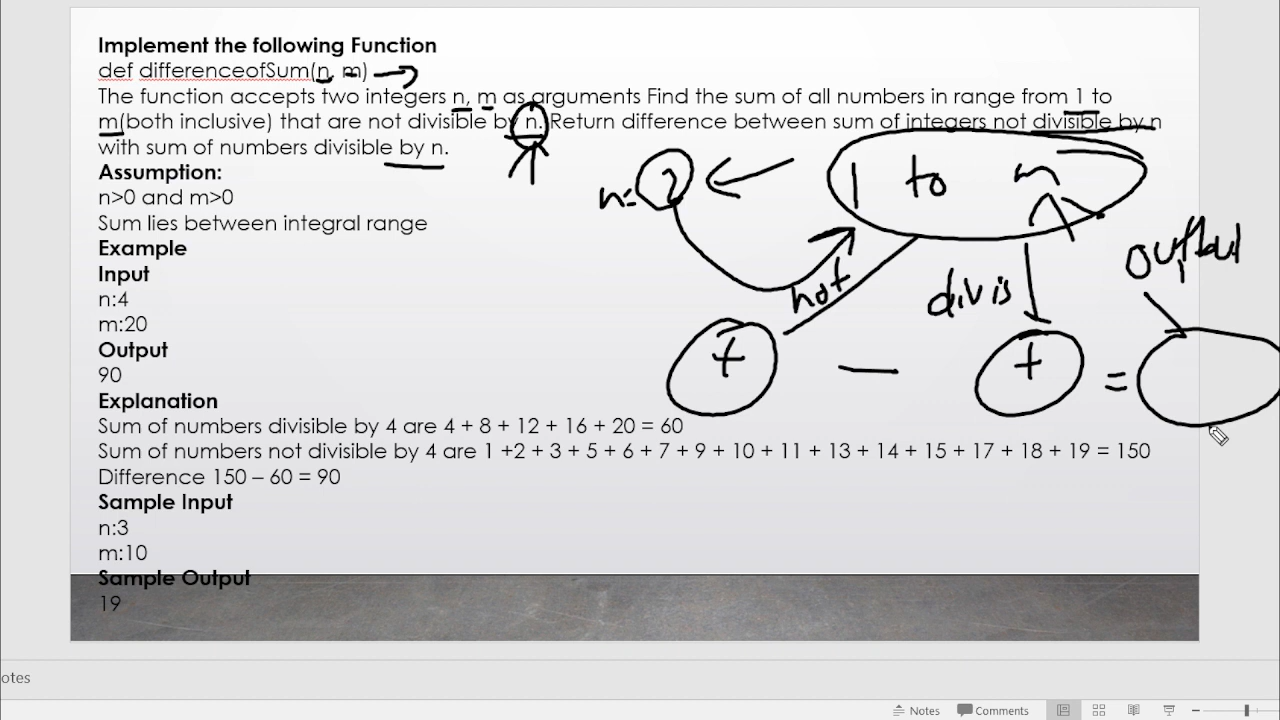 Implement the following Function
def differenceofSum(n, m)
The function accepts two integers n, m as arguments Find the sum of all numbers in range from 1 to
m(both inclusive) that are not divisible by n. Return difference between sum of integers not divisible by n
with sum of numbers divisible by n.
Assumption:
n>0 and m>0
Sum lies between integral range
Example
Input
n:4
m:20
Output
90
Explanation
Sum of numbers divisible by 4 are 4 + 8 + 12 + 16 + 20 = 60
Sum of numbers not divisible by 4 are 1 +2 + 3 + 5 + 6 + 7 + 9 + 10 + 11 + 13 + 14 + 15 + 17 + 18 + 19 = 150
Difference 150 – 60 = 90
Sample Input
n:3
m:10
Sample Output
19
n=
1 to m
not
divis
output
+ — + =
otes
Notes Comments